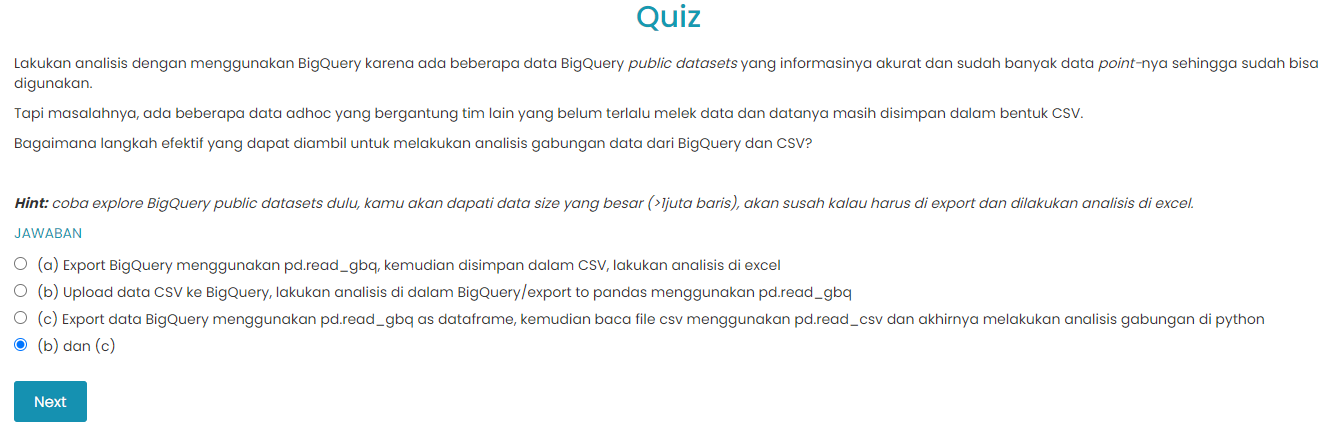 Quiz
Lakukan analisis dengan menggunakan BigQuery karena ada beberapa data BigQuery public datasets yang informasinya akurat dan sudah banyak data point-nya sehingga sudah bisa
digunakan.
Tapi masalahnya, ada beberapa data adhoc yang bergantung tim lain yang belum terlalu melek data dan datanya masih disimpan dalam bentuk CSV.
Bagaimana langkah efektif yang dapat diambil untuk melakukan analisis gabungan data dari BigQuery dan CSV?
Hint: coba explore BigQuery public datasets dulu, kamu akan dapati data size yang besar (>1juta baris), akan susah kalau harus di export dan dilakukan analisis di excel.
JAWABAN
(a) Export BigQuery menggunakan pd.read_gbq, kemudian disimpan dalam CSV, lakukan analisis di excel
(b) Upload data CSV ke BigQuery, lakukan analisis di dalam BigQuery/export to pandas menggunakan pd.read_gbq
(c) Export data BigQuery menggunakan pd.read_gbq as dataframe, kemudian baca file csv menggunakan pd.read_csv dan akhirnya melakukan analisis gabungan di python
(b) dan (c)
Next